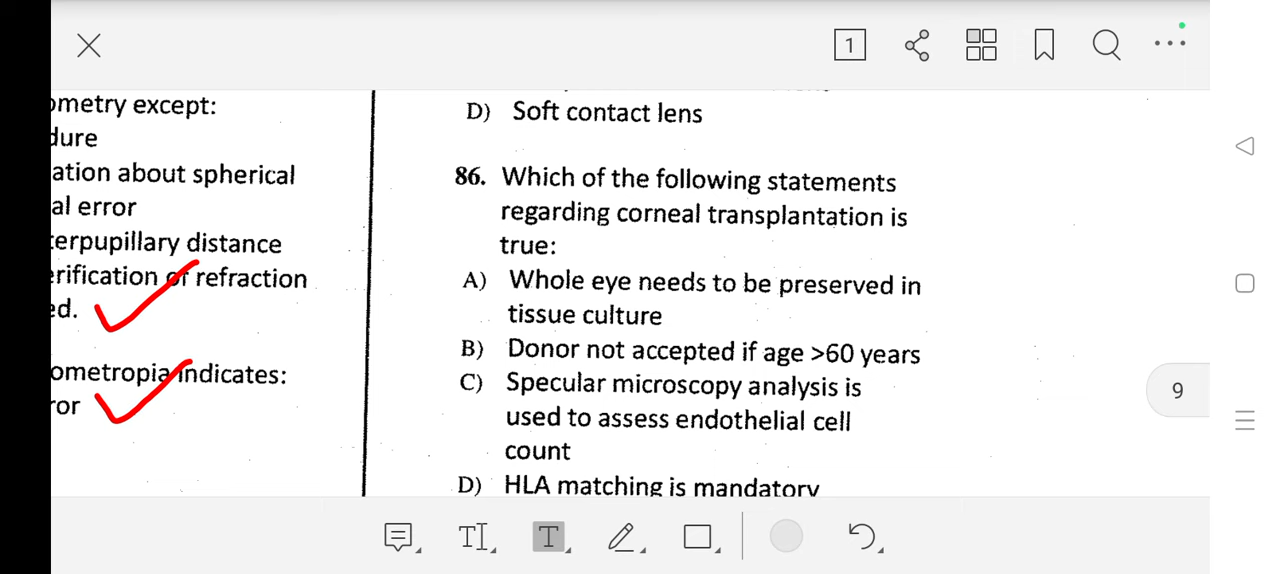 1
ometry except:
dure
ation about spherical
al error
terpupillary distance
erification of refraction
ed.
ometropia indicates:
ror
D) Soft contact lens
86. Which of the following statements
regarding corneal transplantation is
true:
A) Whole eye needs to be preserved in
tissue culture
B) Donor not accepted if age >60 years
C) Specular microscopy analysis is
used to assess endothelial cell
count
D) HLA matching is mandatory
9